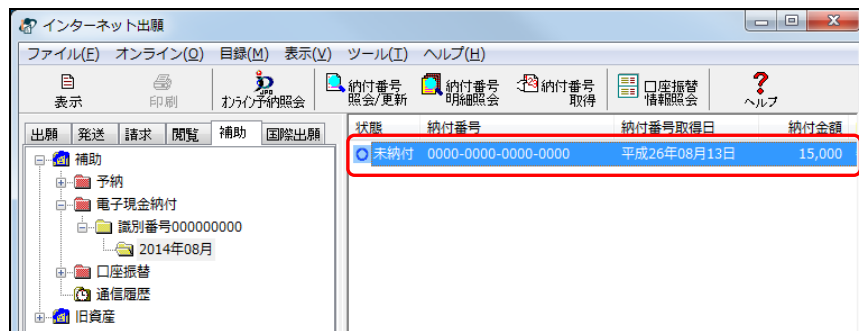 インターネット出願
ファイル(F) オンライン(O) 目録(M) 表示(V) ツール(T) ヘルプ(H)
表示 印刷 オンライン予納照会 納付番号照会/更新 納付番号明細照会 納付番号取得 口座振替情報照会 ヘルプ
出願 発送 請求 閲覧 補助 国際出願
状態 納付番号 納付番号取得日 納付金額
未納付 0000-0000-0000-0000 平成26年08月13日 15,000
補助
予納
電子現金納付
識別番号000000000
2014年08月
口座振替
通信履歴
旧資産